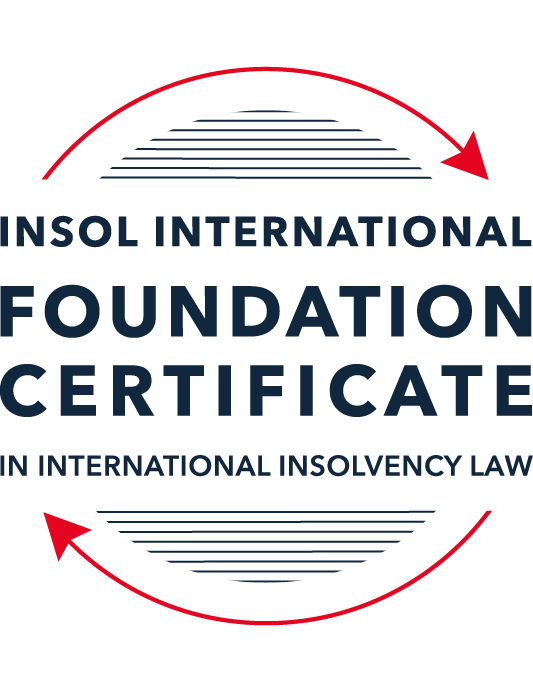 INSOL INTERNATIONAL
FOUNDATION
CERTIFICATE
IN INTERNATIONAL INSOLVENCY LAW